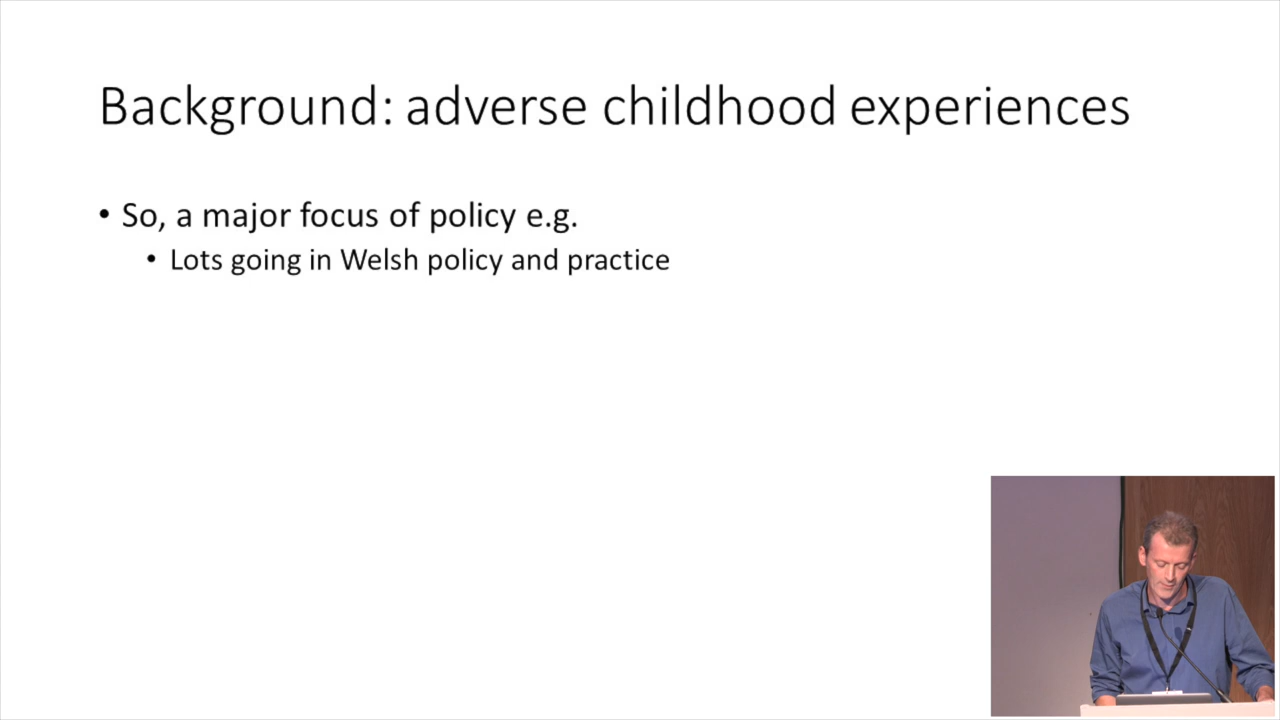 Background: adverse childhood experiences
• So, a major focus of policy e.g.
• Lots going in Welsh policy and practice